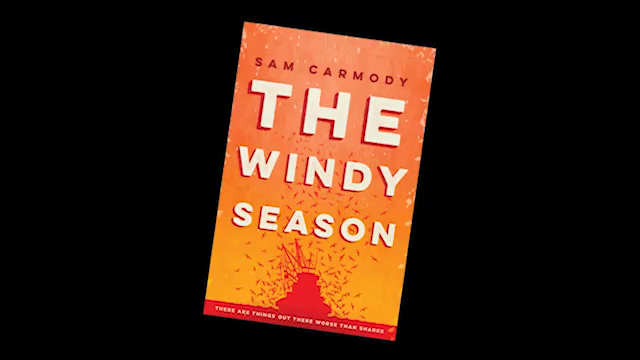 SAM CARMODY
THE
WINDY
SEASON
THERE ARE THINGS OUT THERE WORSE THAN SHARKS